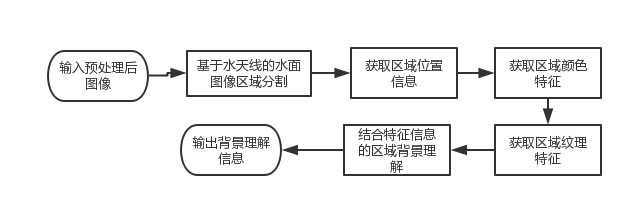 输入预处理后
图像
基于水天线的水面
图像区域分割
获取区域位置
信息
获取区域颜色
特征
获取区域纹理
特征
结合特征信息
的区域背景理
解
输出背景理解
信息